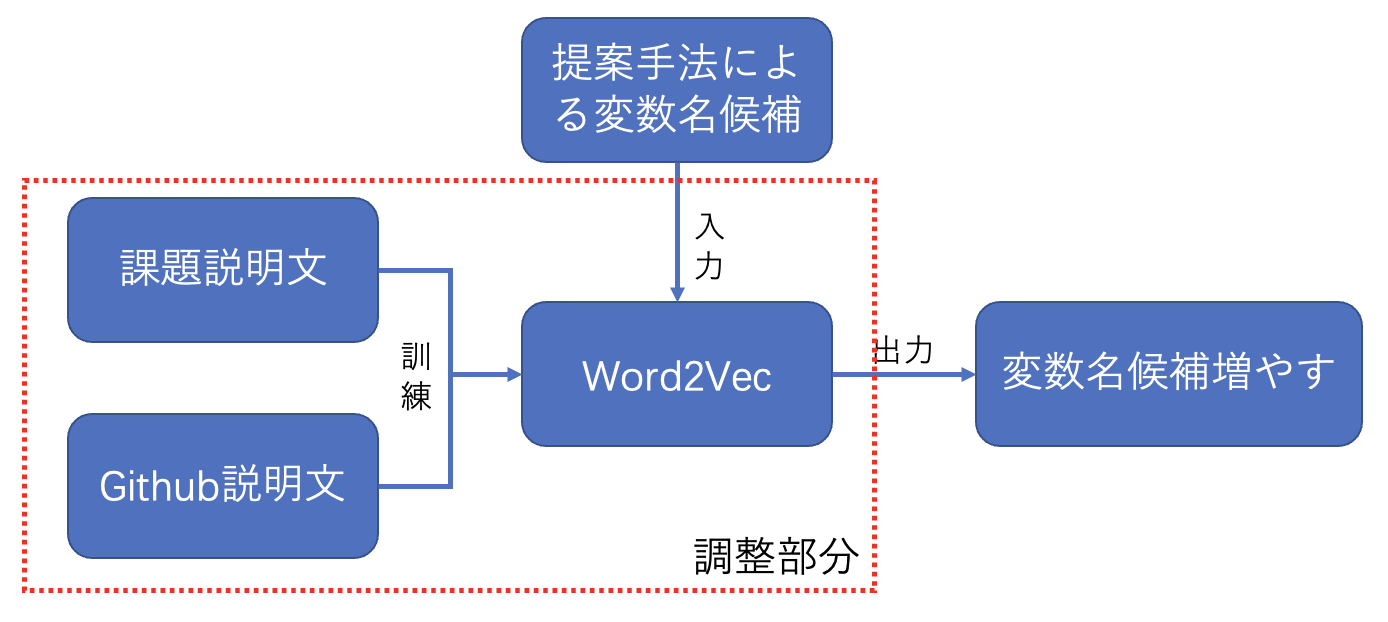 提案手法によ
る変数名候補
課題説明文
入
力
訓
練
Word2Vec
出力
変数名候補増やす
Github説明文
調整部分